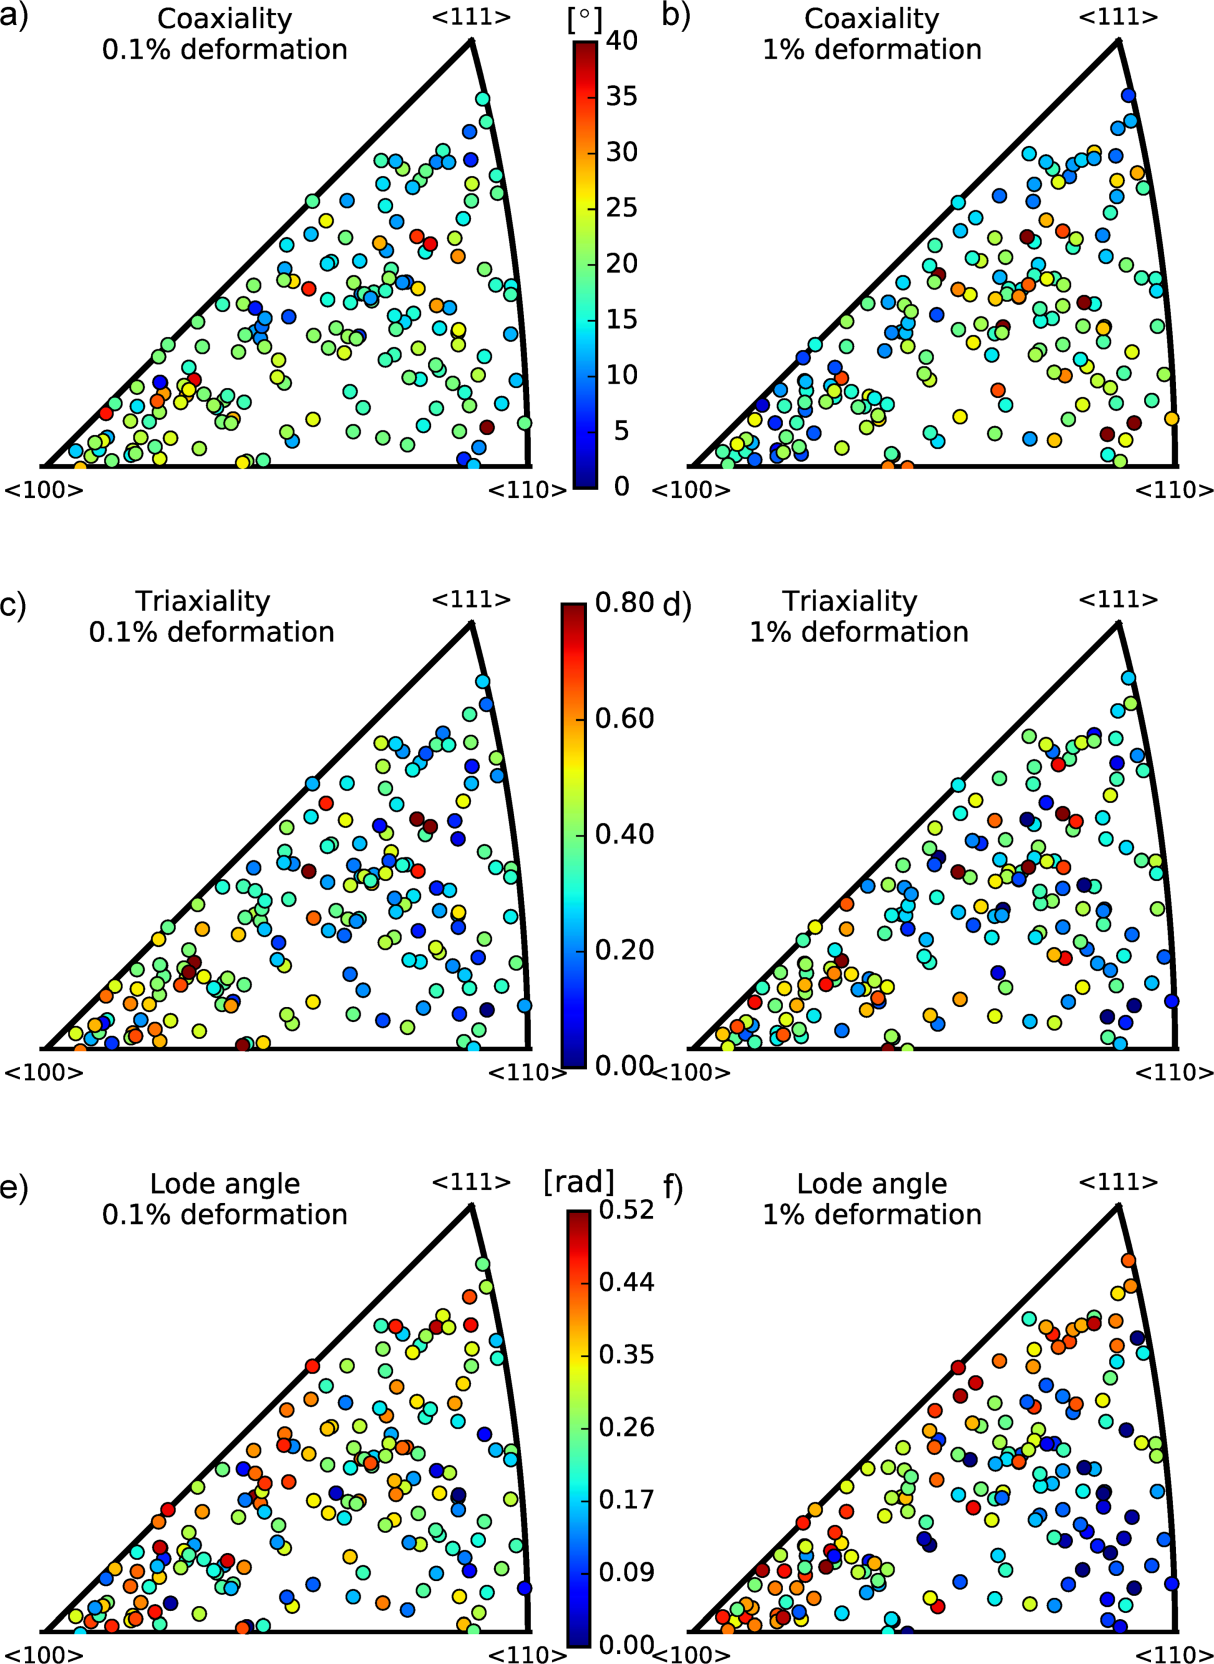 a)
Coaxiality
0.1% deformation
<111>
[°]
40
35
30
25
20
15
10
5
0
<100>
<110>
b)
Coaxiality
1% deformation
<111>
<100>
<110>
c)
Triaxiality
0.1% deformation
<111>
0.80
0.60
0.40
0.20
0.00
<100>
<110>
d)
Triaxiality
1% deformation
<111>
<100>
<110>
e)
Lode angle
0.1% deformation
<111>
[rad]
0.52
0.44
0.35
0.26
0.17
0.09
0.00
<100>
<110>
f)
Lode angle
1% deformation
<111>
<100>
<110>